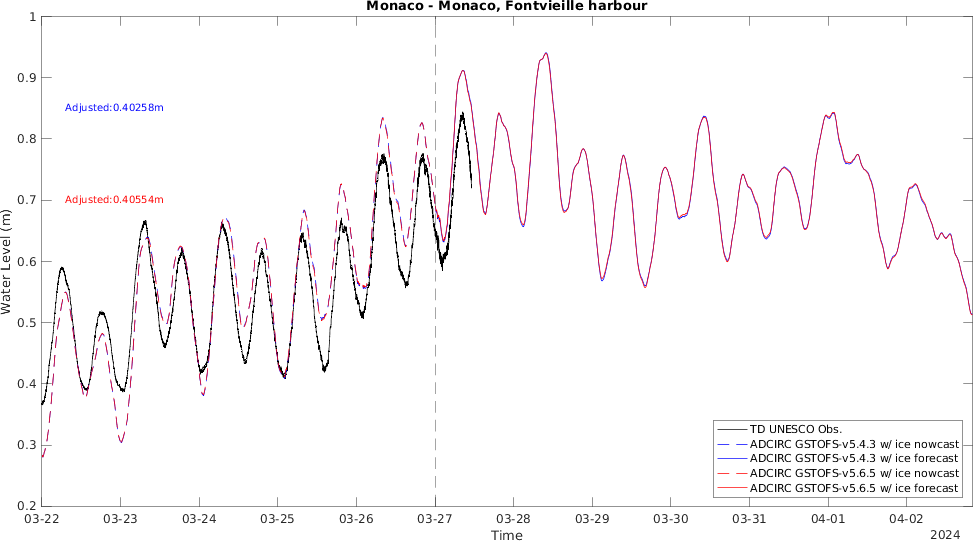 Monaco - Monaco, Fontvieille harbour
1
0.9
0.8
0.7
0.6
0.5
0.4
0.3
0.2
Water Level (m)
Adjusted:0.40258m
Adjusted:0.40554m
TD UNESCO Obs.
ADCIRC GSTOFS-v5.4.3 w/ ice nowcast
ADCIRC GSTOFS-v5.4.3 w/ ice forecast
ADCIRC GSTOFS-v5.6.5 w/ ice nowcast
ADCIRC GSTOFS-v5.6.5 w/ ice forecast
03-22 03-23 03-24 03-25 03-26 03-27 03-28 03-29 03-30 03-31 04-01 04-02
Time
2024